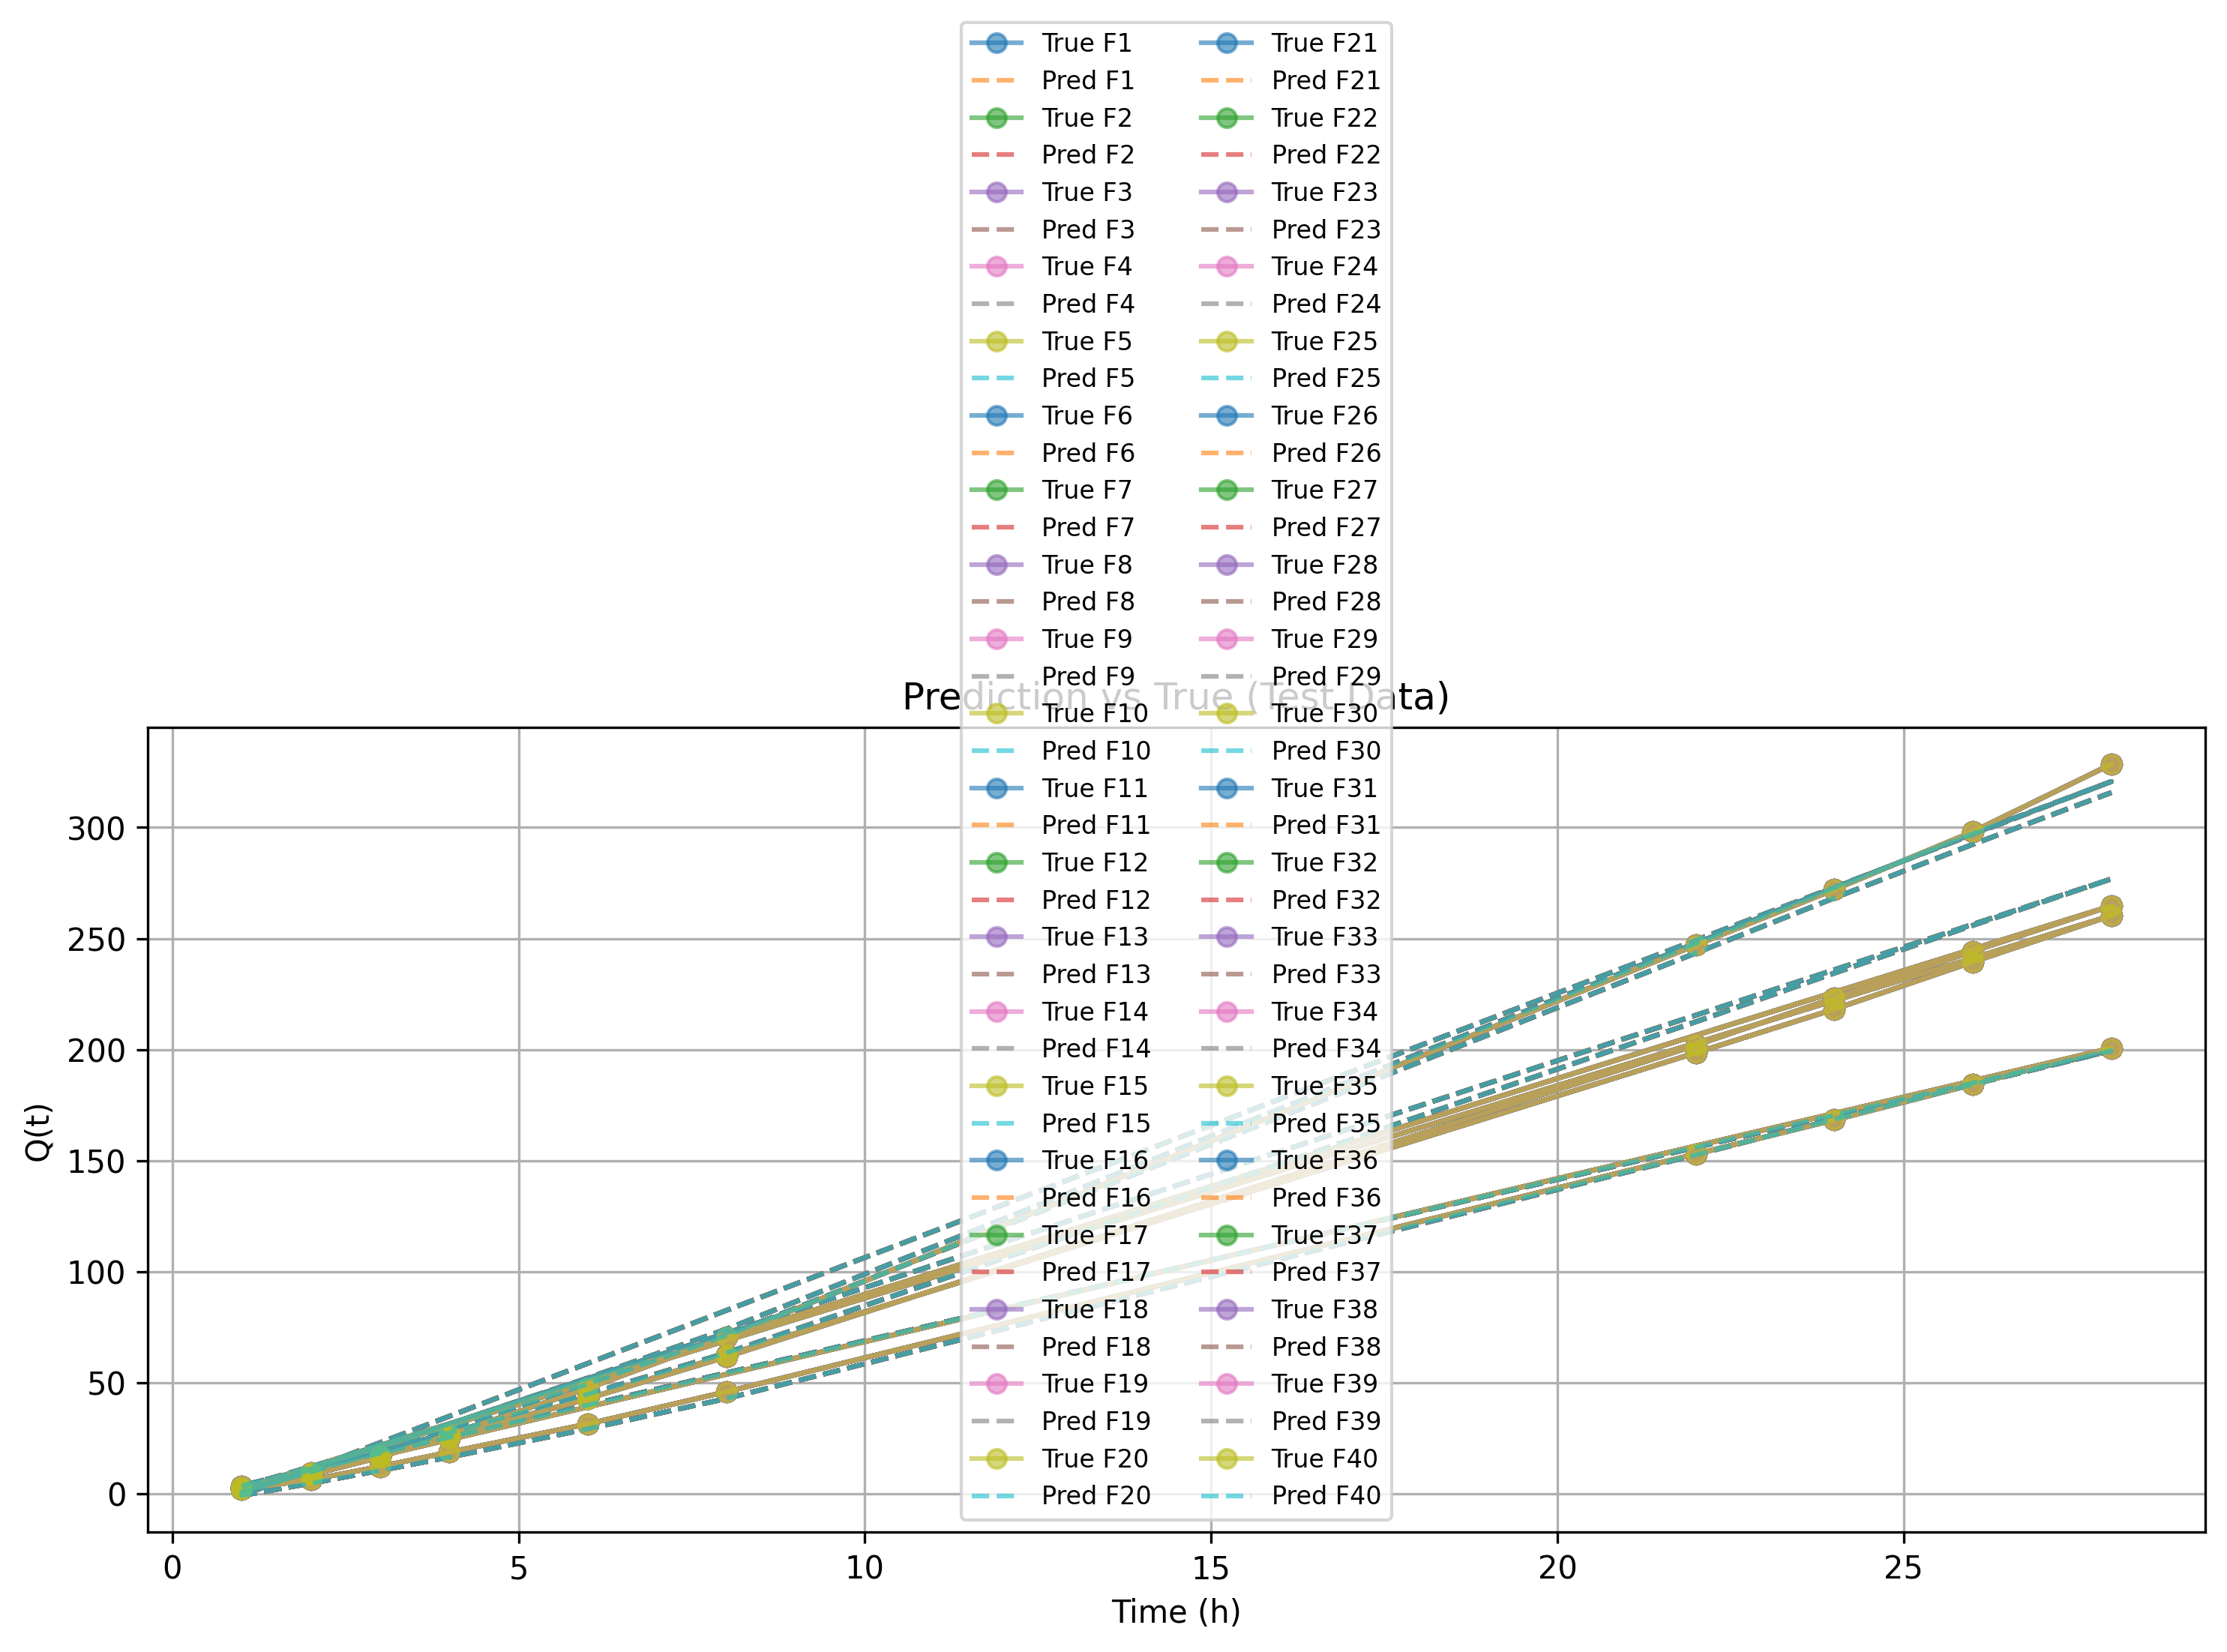 True F1
Pred F1
True F2
Pred F2
True F3
Pred F3
True F4
Pred F4
True F5
Pred F5
True F6
Pred F6
True F7
Pred F7
True F8
Pred F8
True F9
Pred F9
True F10
Pred F10
True F11
Pred F11
True F12
Pred F12
True F13
Pred F13
True F14
Pred F14
True F15
Pred F15
True F16
Pred F16
True F17
Pred F17
True F18
Pred F18
True F19
Pred F19
True F20
Pred F20
True F21
Pred F21
True F22
Pred F22
True F23
Pred F23
True F24
Pred F24
True F25
Pred F25
True F26
Pred F26
True F27
Pred F27
True F28
Pred F28
True F29
Pred F29
True F30
Pred F30
True F31
Pred F31
True F32
Pred F32
True F33
Pred F33
True F34
Pred F34
True F35
Pred F35
True F36
Pred F36
True F37
Pred F37
True F38
Pred F38
True F39
Pred F39
True F40
Pred F40
Prediction vs True (Test Data)
300
250
200
150
100
50
0
Q(t)
0 5 10 15 20 25
Time (h)